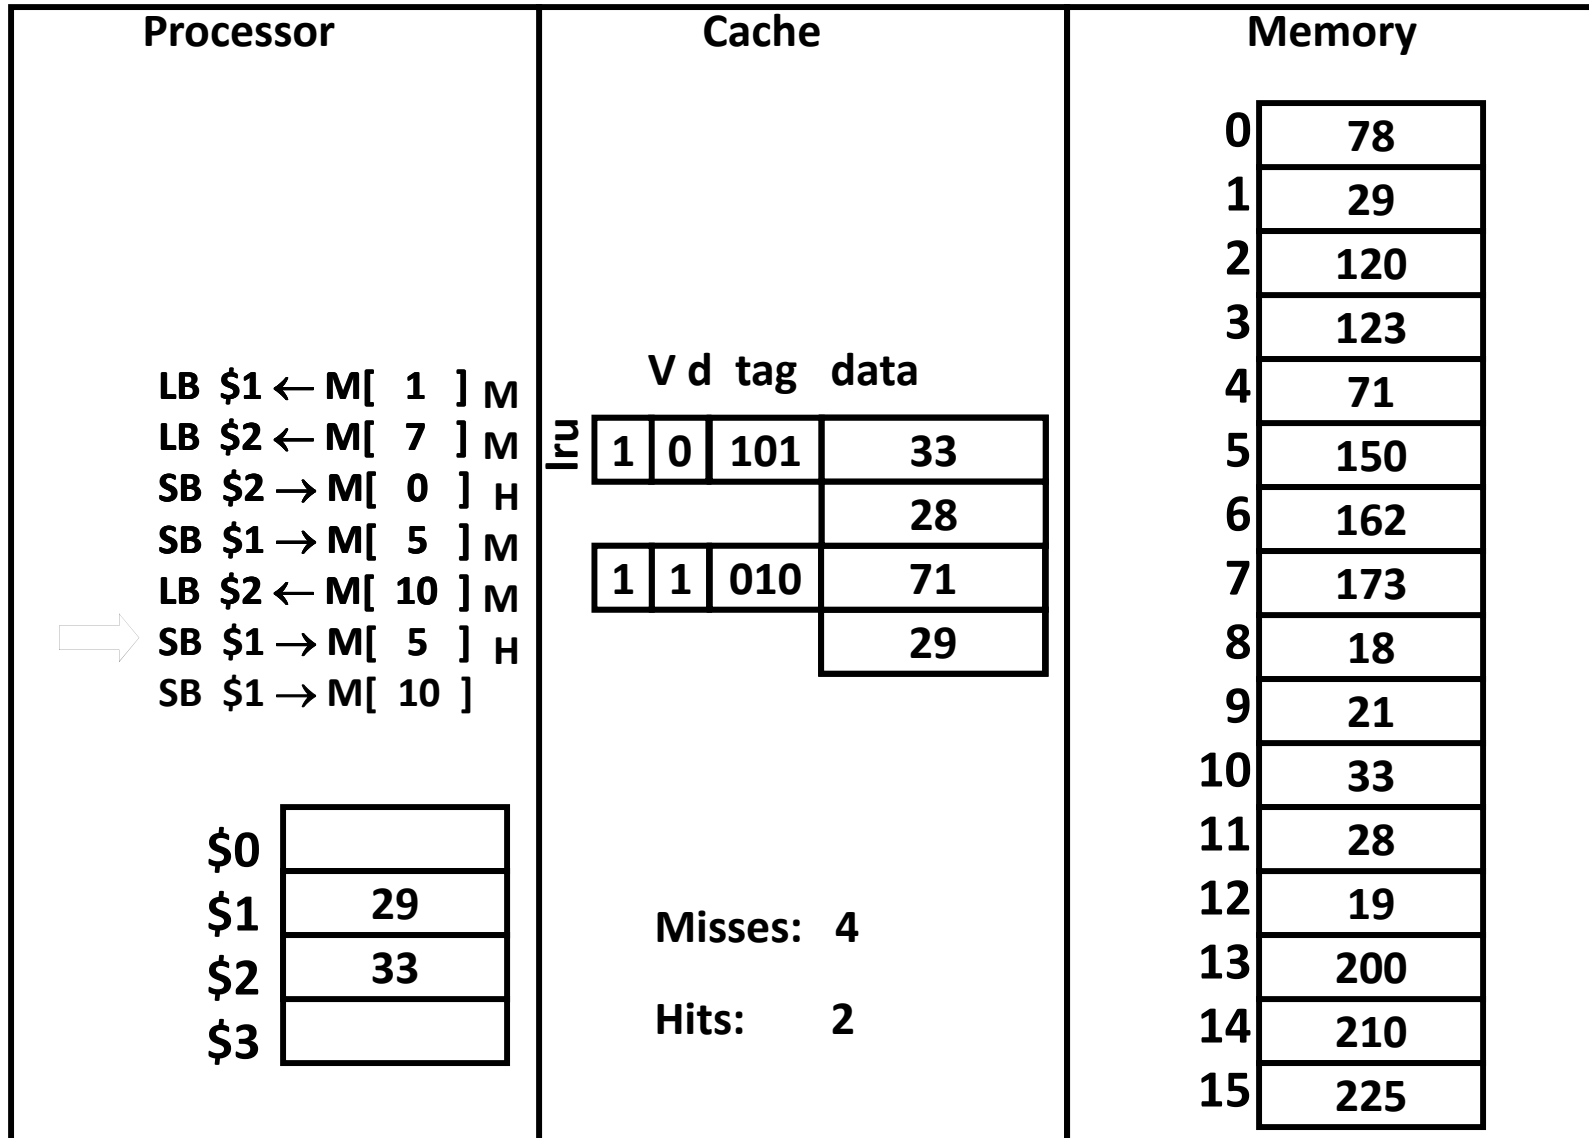 Processor
LB $1 ← M[ 1 ] M
LB $2 ← M[ 7 ] M
SB $2 → M[ 0 ] H
SB $1 → M[ 5 ] M
LB $2 ← M[ 10 ] M
SB $1 → M[ 5 ] H
SB $1 → M[ 10 ]
$0
$1 29
$2 33
$3
Cache
V d tag data
lru 1 0 101 33
28
1 1 010 71
29
Misses: 4
Hits: 2
Memory
0 78
1 29
2 120
3 123
4 71
5 150
6 162
7 173
8 18
9 21
10 33
11 28
12 19
13 200
14 210
15 225